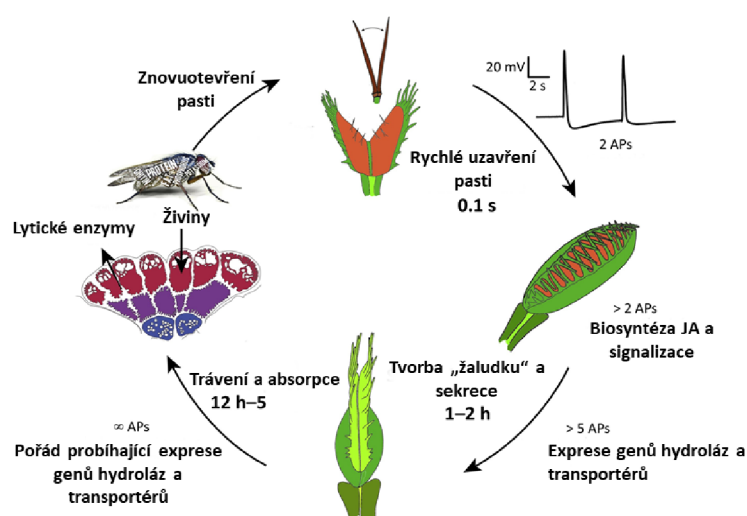 Znovuotevření
pasti
20 mV
2 s
2 APs
Rychlé uzavření
pasti
0.1 s
PROTEIN
Živiny
Lytické enzymy
> 2 APs
Biosyntéza JA a
signalizace
Tvorba „žaludku“ a
sekrece
1–2 h
> 5 APs
Exprese genů hydroláz a
transportérů
Trávení a absorpce
12 h–5
∞ APs
Pořád probíhající exprese
genů hydroláz a
transportérů